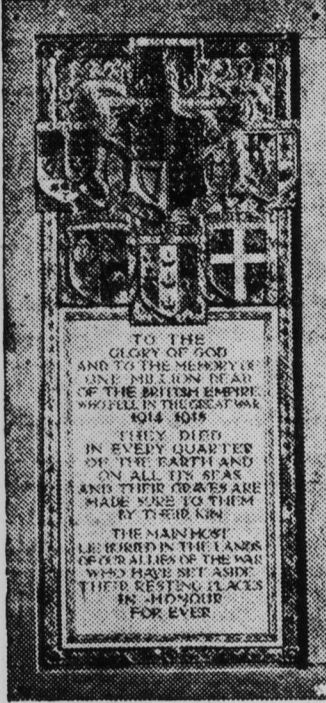 TO THE
GLORY OF GOD
AND TO THE MEMORY OF
ONE MILLION DEAD
OF THE BRITISH EMPIRE
WHO FELL IN THE GREAT WAR
1914 1918
THEY DIED
IN EVERY QUARTER
OF THE EARTH AND
ON ALL ITS SEAS
AND THEIR GRAVES ARE
MADE SURE TO THEM
BY THEIR KIN
THE MAIN HOST
LIE BURIED IN THE LANDS
OF OUR ALLIES OF THE WAR
WHO HAVE SET ASIDE
THEIR RESTING PLACES
IN HONOUR
FOR EVER